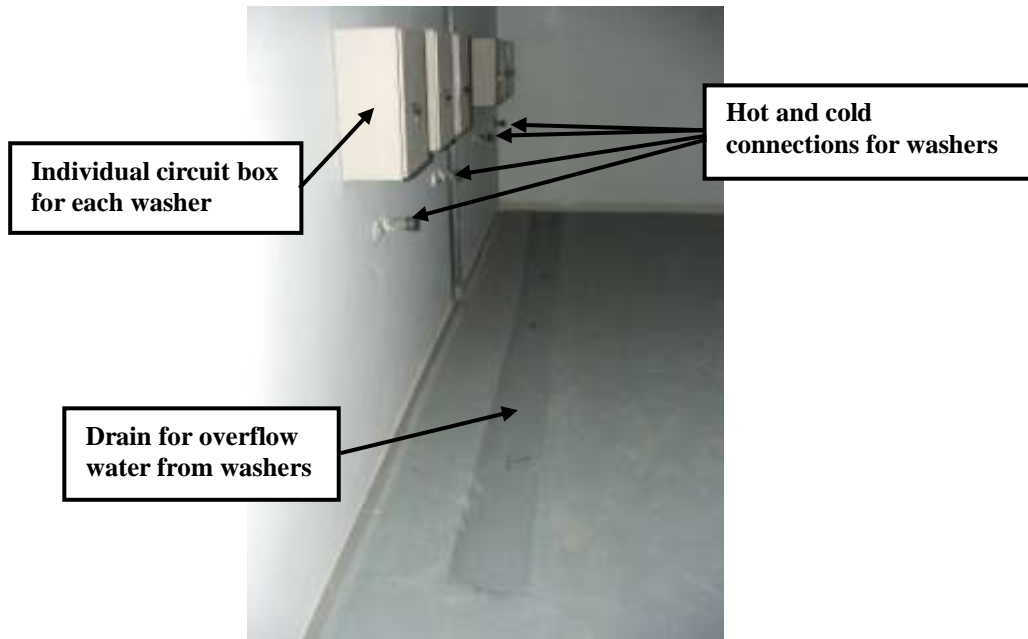 Hot and cold
connections for washers
Individual circuit box
for each washer
Drain for overflow
water from washers